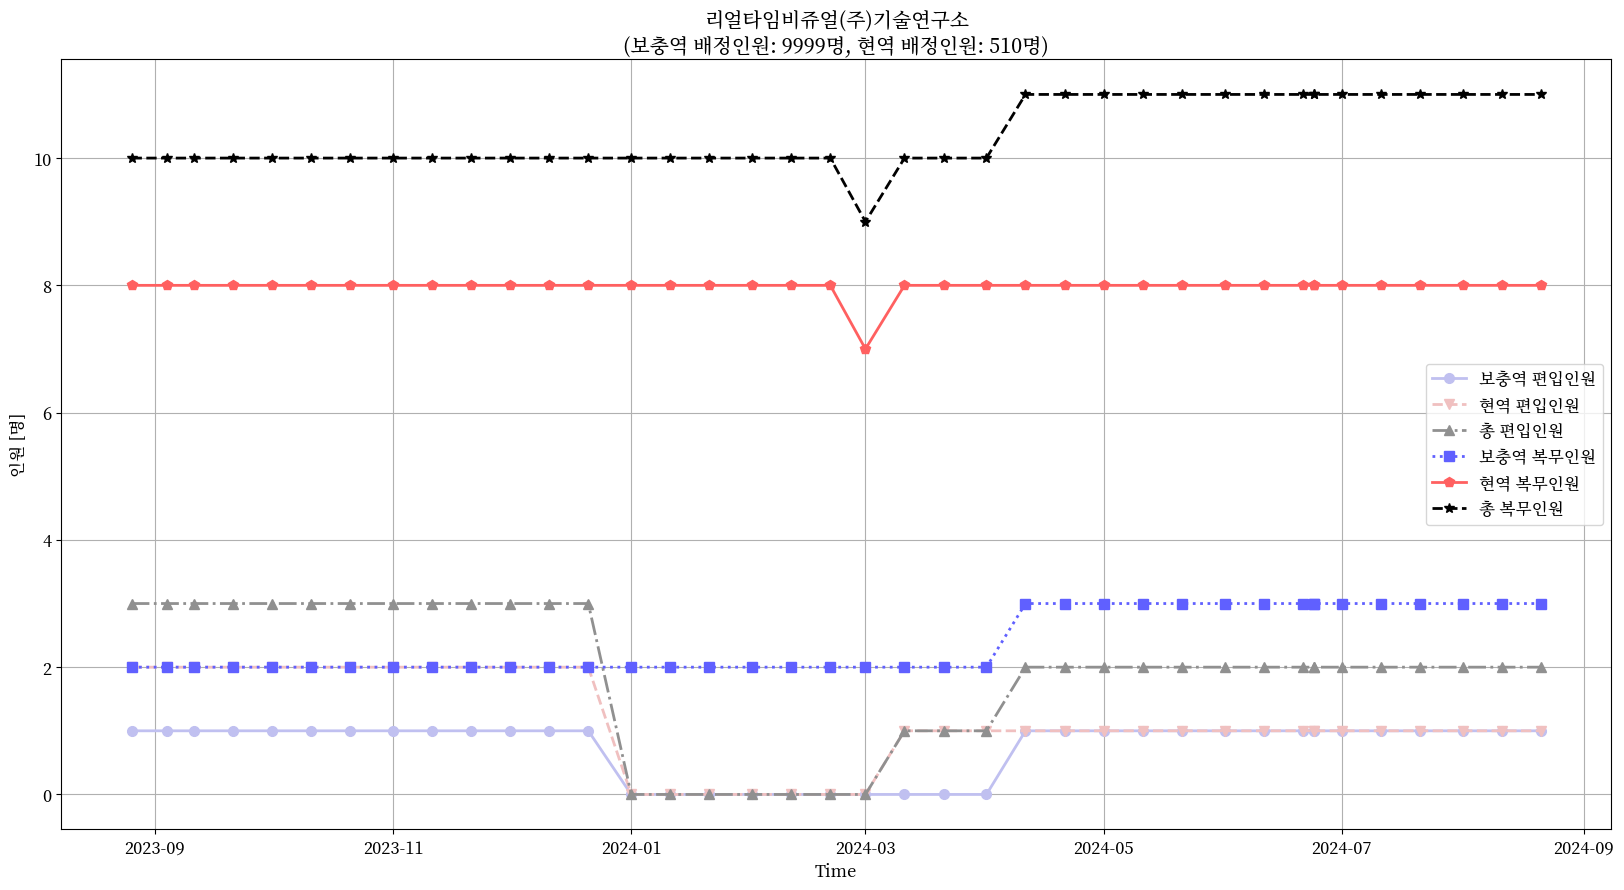 리얼타임비쥬얼(주)기술연구소
(보충역 배정인원: 9999명, 현역 배정인원: 510명)
인원 [명]
10
8
6
4
2
0
보충역 편입인원
현역 편입인원
총 편입인원
보충역 복무인원
현역 복무인원
총 복무인원
2023-09
2023-11
2024-01
2024-03
2024-05
2024-07
2024-09
Time